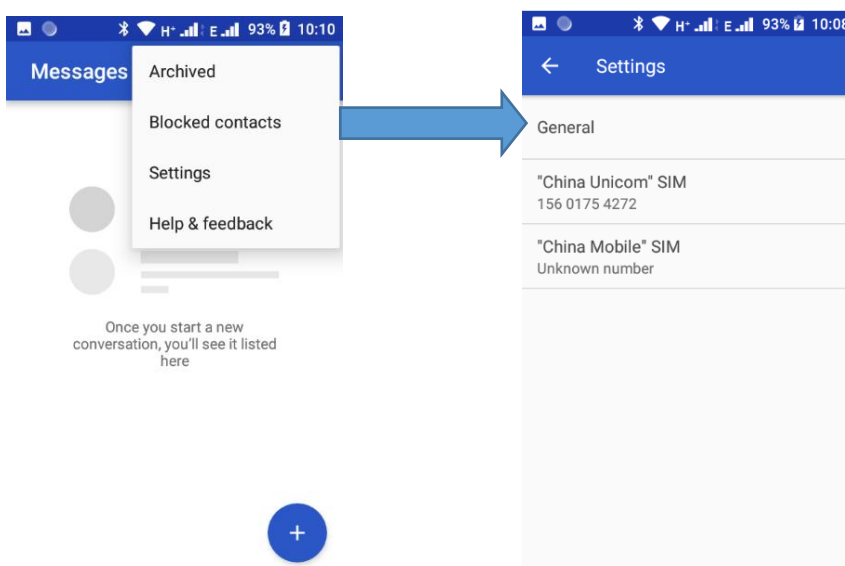 H+ E 93% 10:10
Messages
Archived
Blocked contacts
Settings
Help & feedback
Once you start a new
conversation, you'll see it listed
here
+
H+ E 93% 10:08
Settings
General
"China Unicom" SIM
156 0175 4272
"China Mobile" SIM
Unknown number